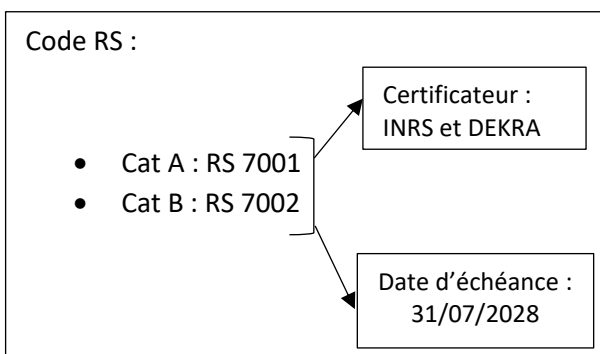 Code RS :
Certificateur :
INRS et DEKRA
• Cat A : RS 7001
• Cat B : RS 7002
Date d’échéance :
31/07/2028